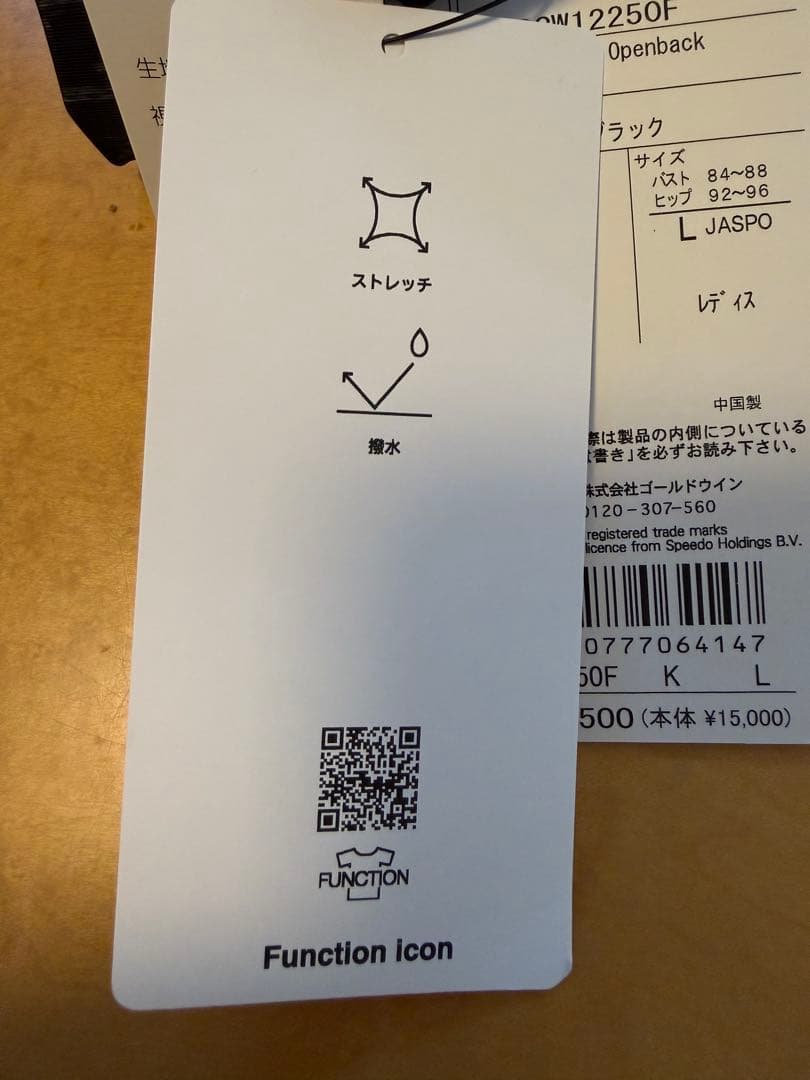 ストレッチ
撥水
FUNCTION
Function icon
W12250F
Openback
ブラック
サイズ
バスト 84~88
ヒップ 92~96
L JASPO
レディス
中国製
際は製品の内側についている
書き」を必ずお読み下さい。
株式会社ゴールドウイン
0120-307-560
registered trade marks
licence from Speedo Holdings B.V.
0777064147
50F K L
500 (本体 ¥15,000)
生